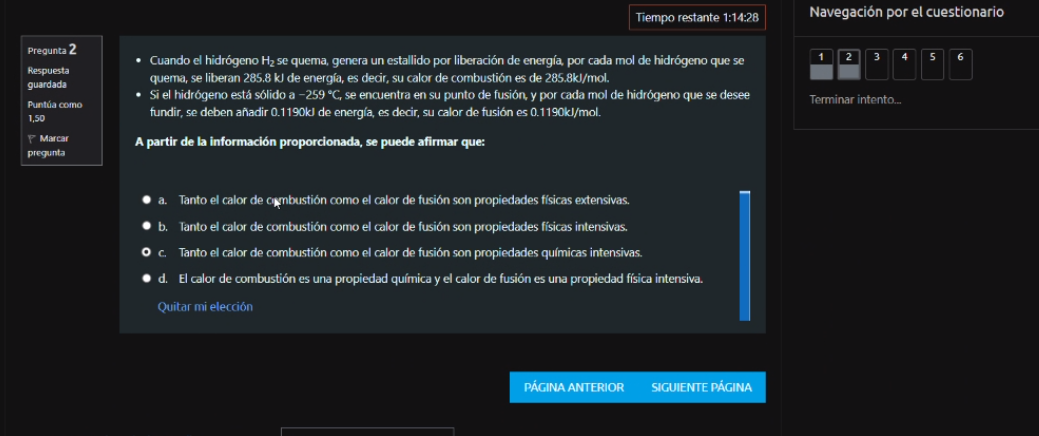 Tiempo restante 1:14:28
Navegación por el cuestionario
1 2 3 4 5 6
Terminar intento...
Pregunta 2
Respuesta
guardada
Puntúa como
1,50
Marcar
pregunta
• Cuando el hidrógeno H₂ se quema, genera un estallido por liberación de energía, por cada mol de hidrógeno que se
quema, se liberan 285.8 kJ de energía, es decir, su calor de combustión es de 285.8kJ/mol.
• Si el hidrógeno está sólido a −259 °C, se encuentra en su punto de fusión, y por cada mol de hidrógeno que se desee
fundir, se deben añadir 0.1190kJ de energía, es decir, su calor de fusión es 0.1190kJ/mol.
A partir de la información proporcionada, se puede afirmar que:
a. Tanto el calor de combustión como el calor de fusión son propiedades físicas extensivas.
b. Tanto el calor de combustión como el calor de fusión son propiedades físicas intensivas.
c. Tanto el calor de combustión como el calor de fusión son propiedades químicas intensivas.
d. El calor de combustión es una propiedad química y el calor de fusión es una propiedad física intensiva.
Quitar mi elección
PÁGINA ANTERIOR
SIGUIENTE PÁGINA